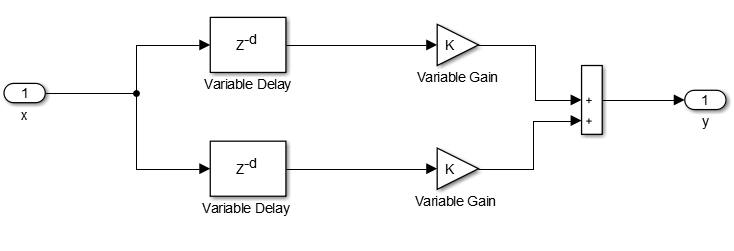 Z-d
K
Variable Delay
Variable Gain
1
x
+
+
1
y
Z-d
K
Variable Delay
Variable Gain